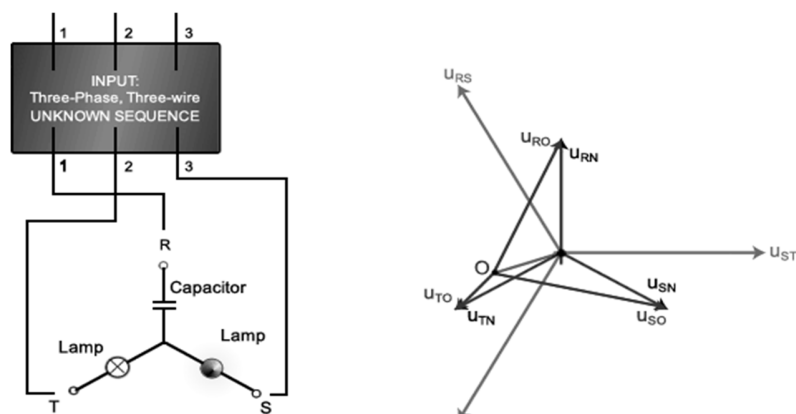 1 2 3
INPUT:
Three-Phase, Three-wire
UNKNOWN SEQUENCE
1 2 3
R
Capacitor
Lamp Lamp
T S
uRS
uRO uRN
uST
O
uSN
uTO uSO
uTN